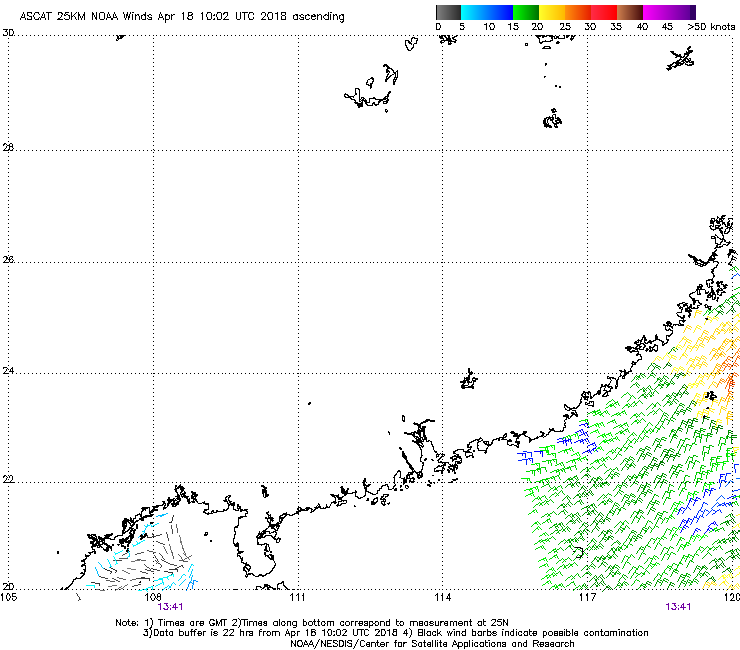 ASCAT 25KM NOAA Winds Apr 18 10:02 UTC 2018 ascending
0 5 10 15 20 25 30 35 40 45 >50 knots
30
28
26
24
22
20
105 108 111 114 117 120
13:41 13:41
Note: 1) Times are GMT 2)Times along bottom correspond to measurement at 25N
3)Data buffer is 22 hrs from Apr 18 10:02 UTC 2018 4) Black wind barbs indicate possible contamination
NOAA/NESDIS/Center for Satellite Applications and Research